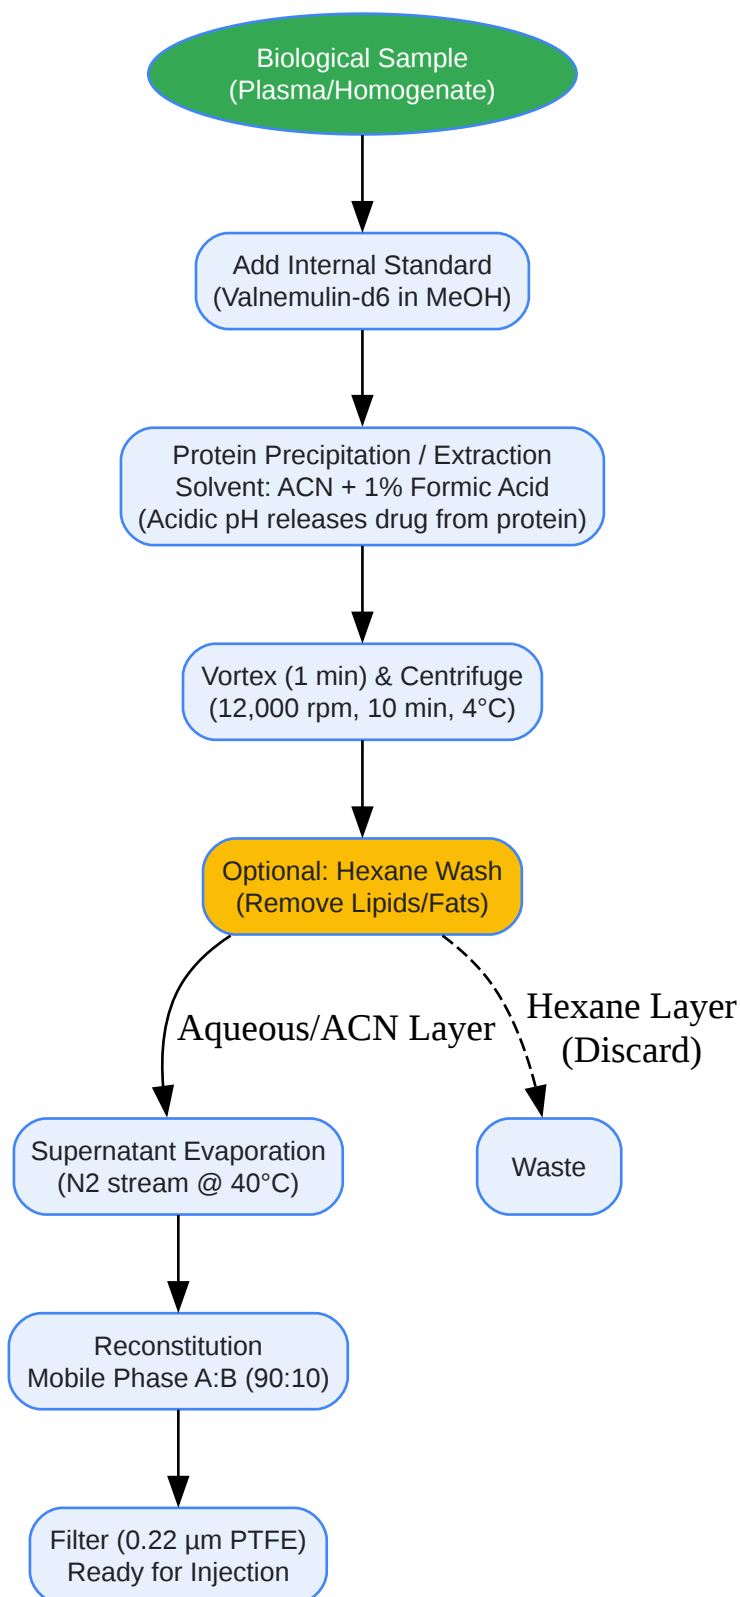 Biological Sample
(Plasma/Homogenate)
Add Internal Standard
(Valnemulin-d6 in MeOH)
Protein Precipitation / Extraction
Solvent: ACN + 1% Formic Acid
(Acidic pH releases drug from protein)
Vortex (1 min) & Centrifuge
(12,000 rpm, 10 min, 4°C)
Optional: Hexane Wash
(Remove Lipids/Fats)
Aqueous/ACN Layer
Hexane Layer
(Discard)
Supernatant Evaporation
(N2 stream @ 40°C)
Waste
Reconstitution
Mobile Phase A:B (90:10)
Filter (0.22 µm PTFE)
Ready for Injection